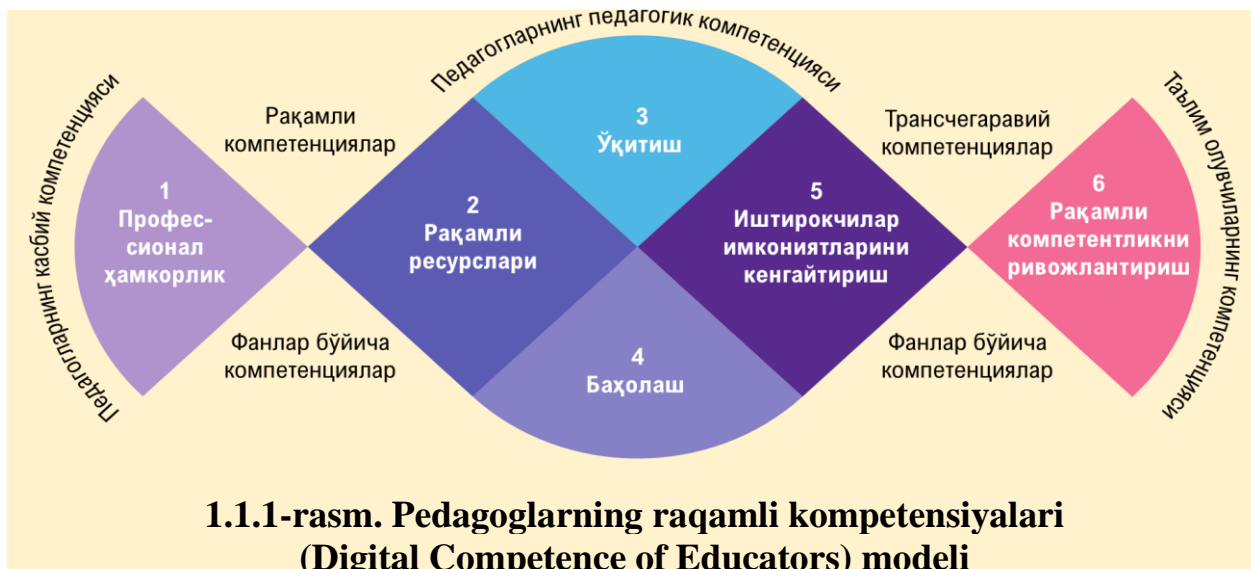 Педагогларнинг касбий компетенцияси
Рақамли
компетенциялар
Педагогларнинг педагогик компетенцияси
Трансчегаравий
компетенциялар
Таълим олувчиларнинг компетенцияси
1
Профес-
сионал
ҳамкорлик
2
Рақамли
ресурслари
3
Ўқитиш
5
Иштирокчилар
имкониятларини
кенгайтириш
6
Рақамли
компетентликни
ривожлантириш
Фанлар бўйича
компетенциялар
4
Баҳолаш
Фанлар бўйича
компетенциялар
1.1.1-rasm. Pedagoglarning raqamli kompetensiyalari
(Digital Competence of Educators) modeli